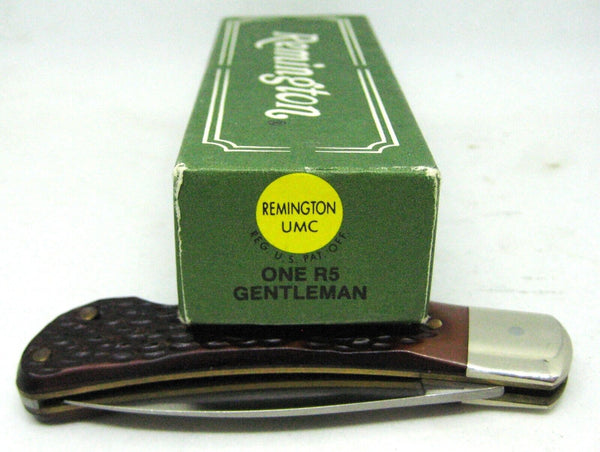 Remington®
REMINGTON
UMC
REG. U.S. PAT. OFF.
ONE R5
GENTLEMAN